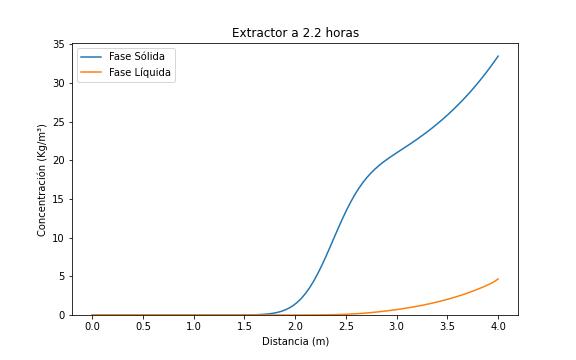 Extractor a 2.2 horas
Fase Sólida
Fase Líquida
Concentración (Kg/m³)
35
30
25
20
15
10
5
0
0.0 0.5 1.0 1.5 2.0 2.5 3.0 3.5 4.0
Distancia (m)